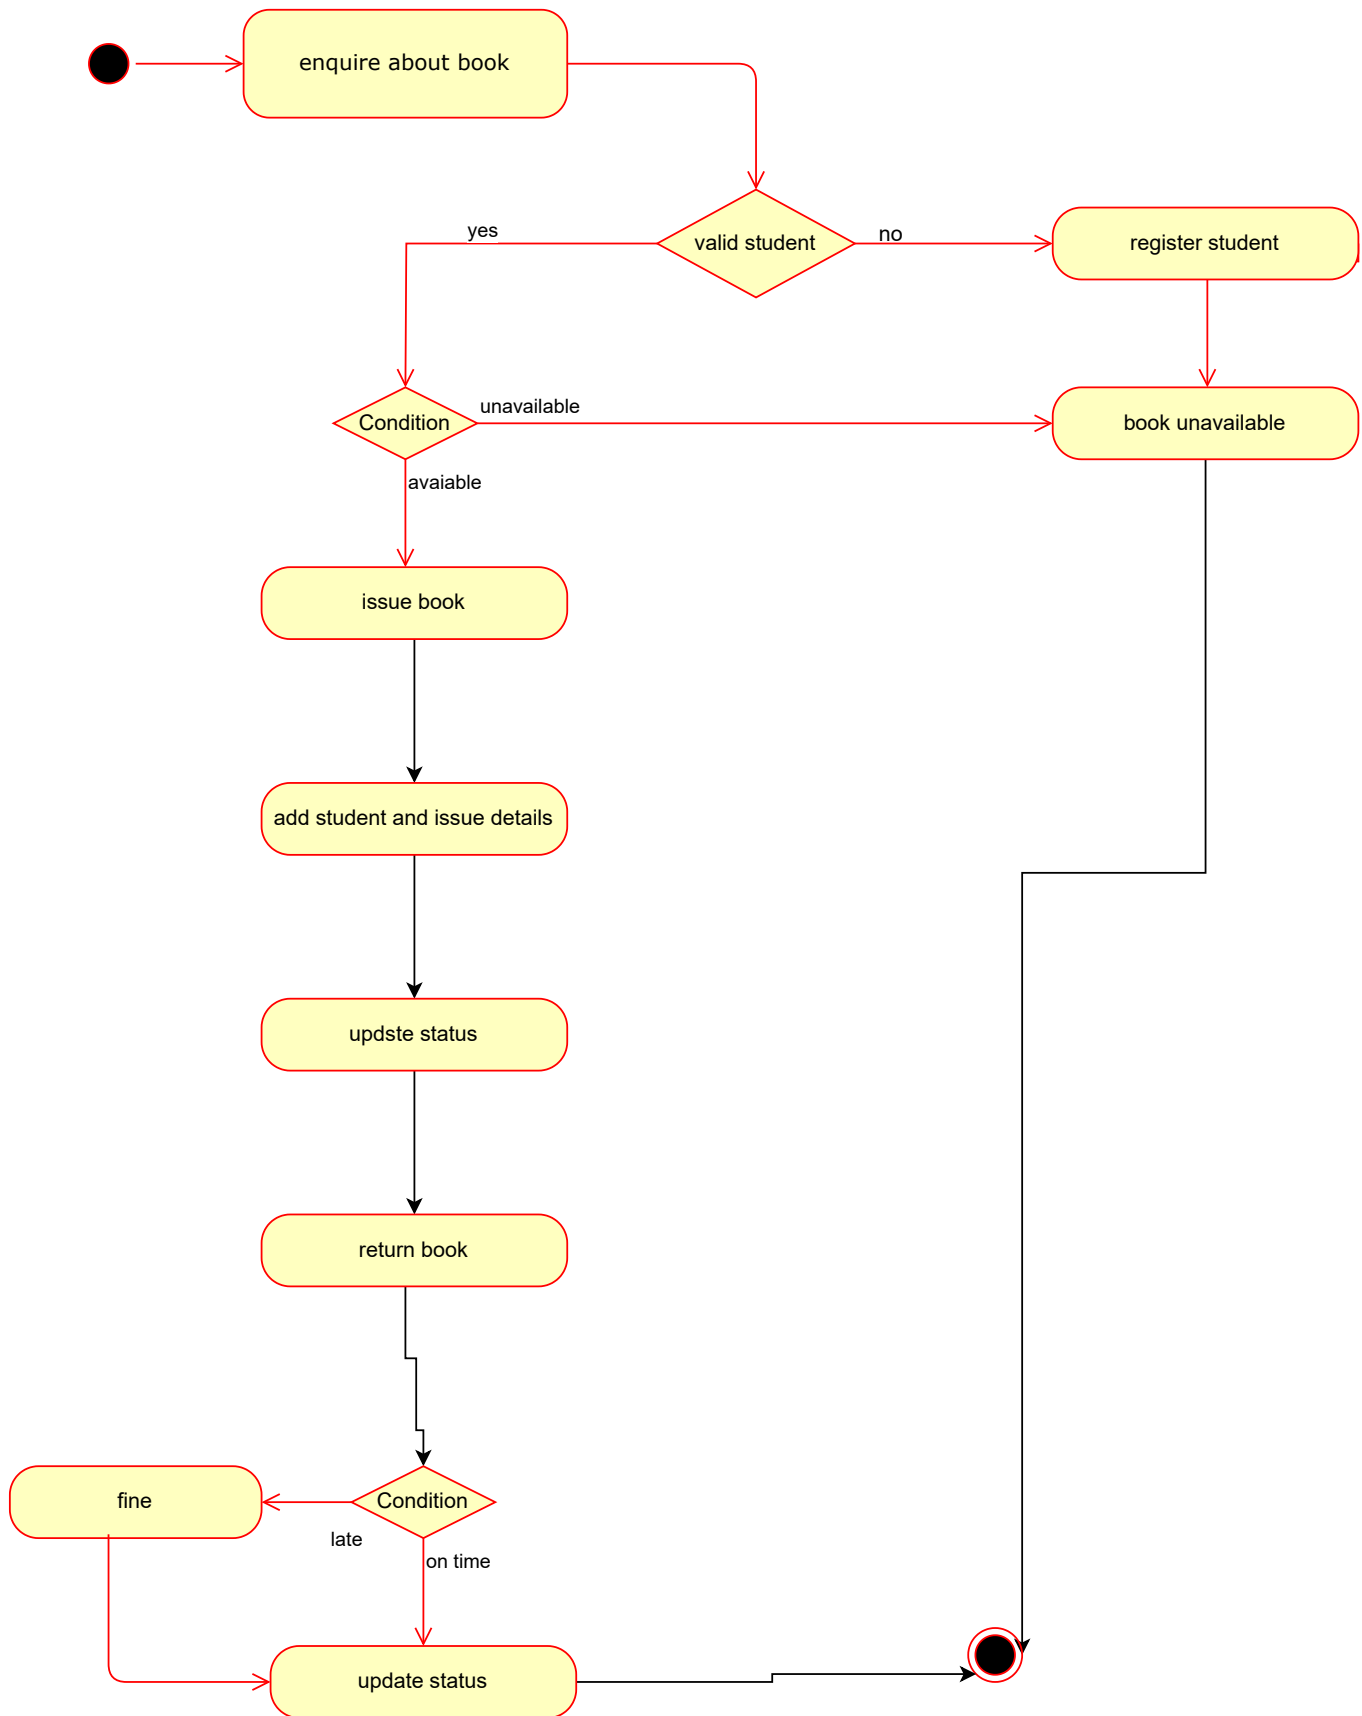 enquire about book
yes
valid student
no
register student
Condition
unavailable
book unavailable
avaiable
issue book
add student and issue details
updste status
return book
fine
Condition
late
on time
update status